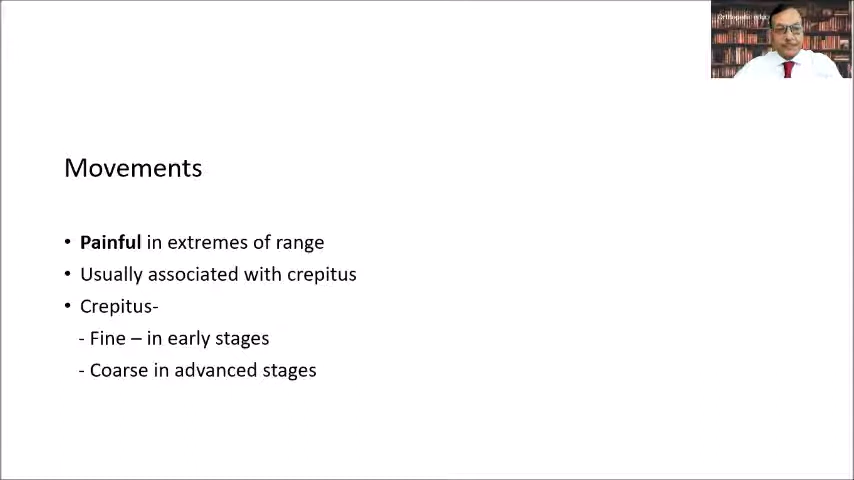 Movements
• Painful in extremes of range
• Usually associated with crepitus
• Crepitus-
- Fine – in early stages
- Coarse in advanced stages